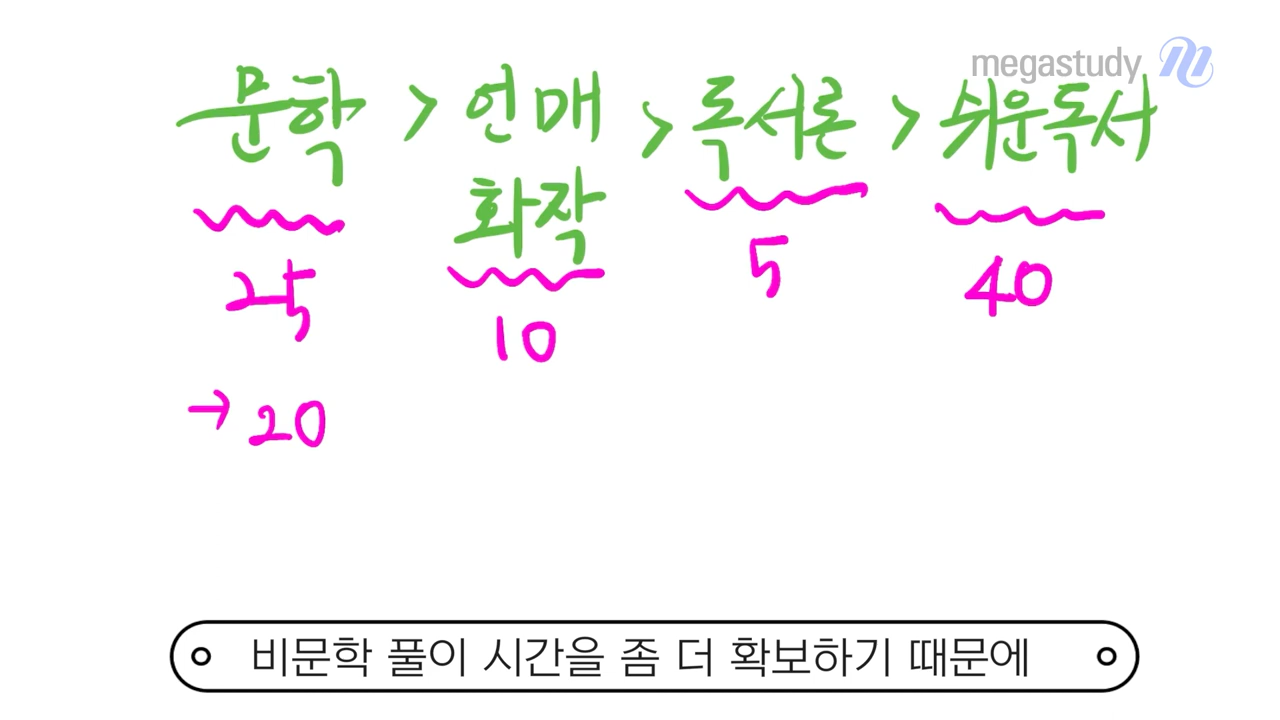 megastudy
문학 > 언매 > 독서론 > 쉬운독서
화작
25 10 5 40
→ 20
비문학 풀이 시간을 좀 더 확보하기 때문에